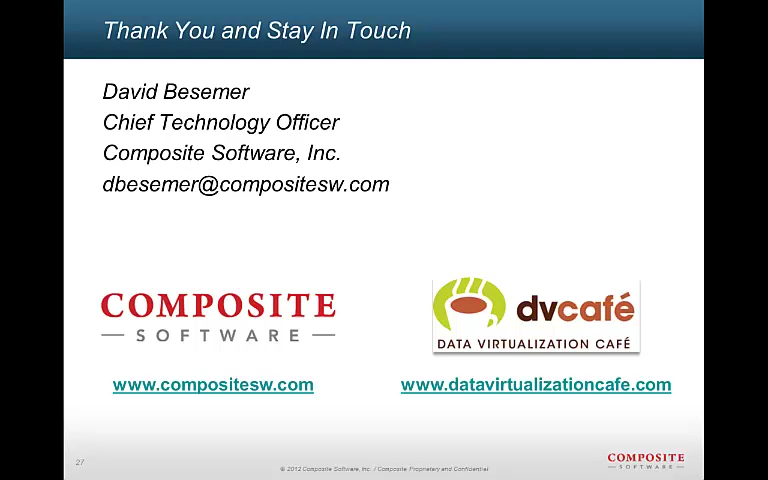 Thank You and Stay In Touch
David Besemer
Chief Technology Officer
Composite Software, Inc.
dbesemer@compositesw.com
COMPOSITE
SOFTWARE
www.compositesw.com
dvcafé
DATA VIRTUALIZATION CAFÉ
www.datavirtualizationcafe.com
27
© 2012 Composite Software, Inc. / Composite Proprietary and Confidential
COMPOSITE
SOFTWARE